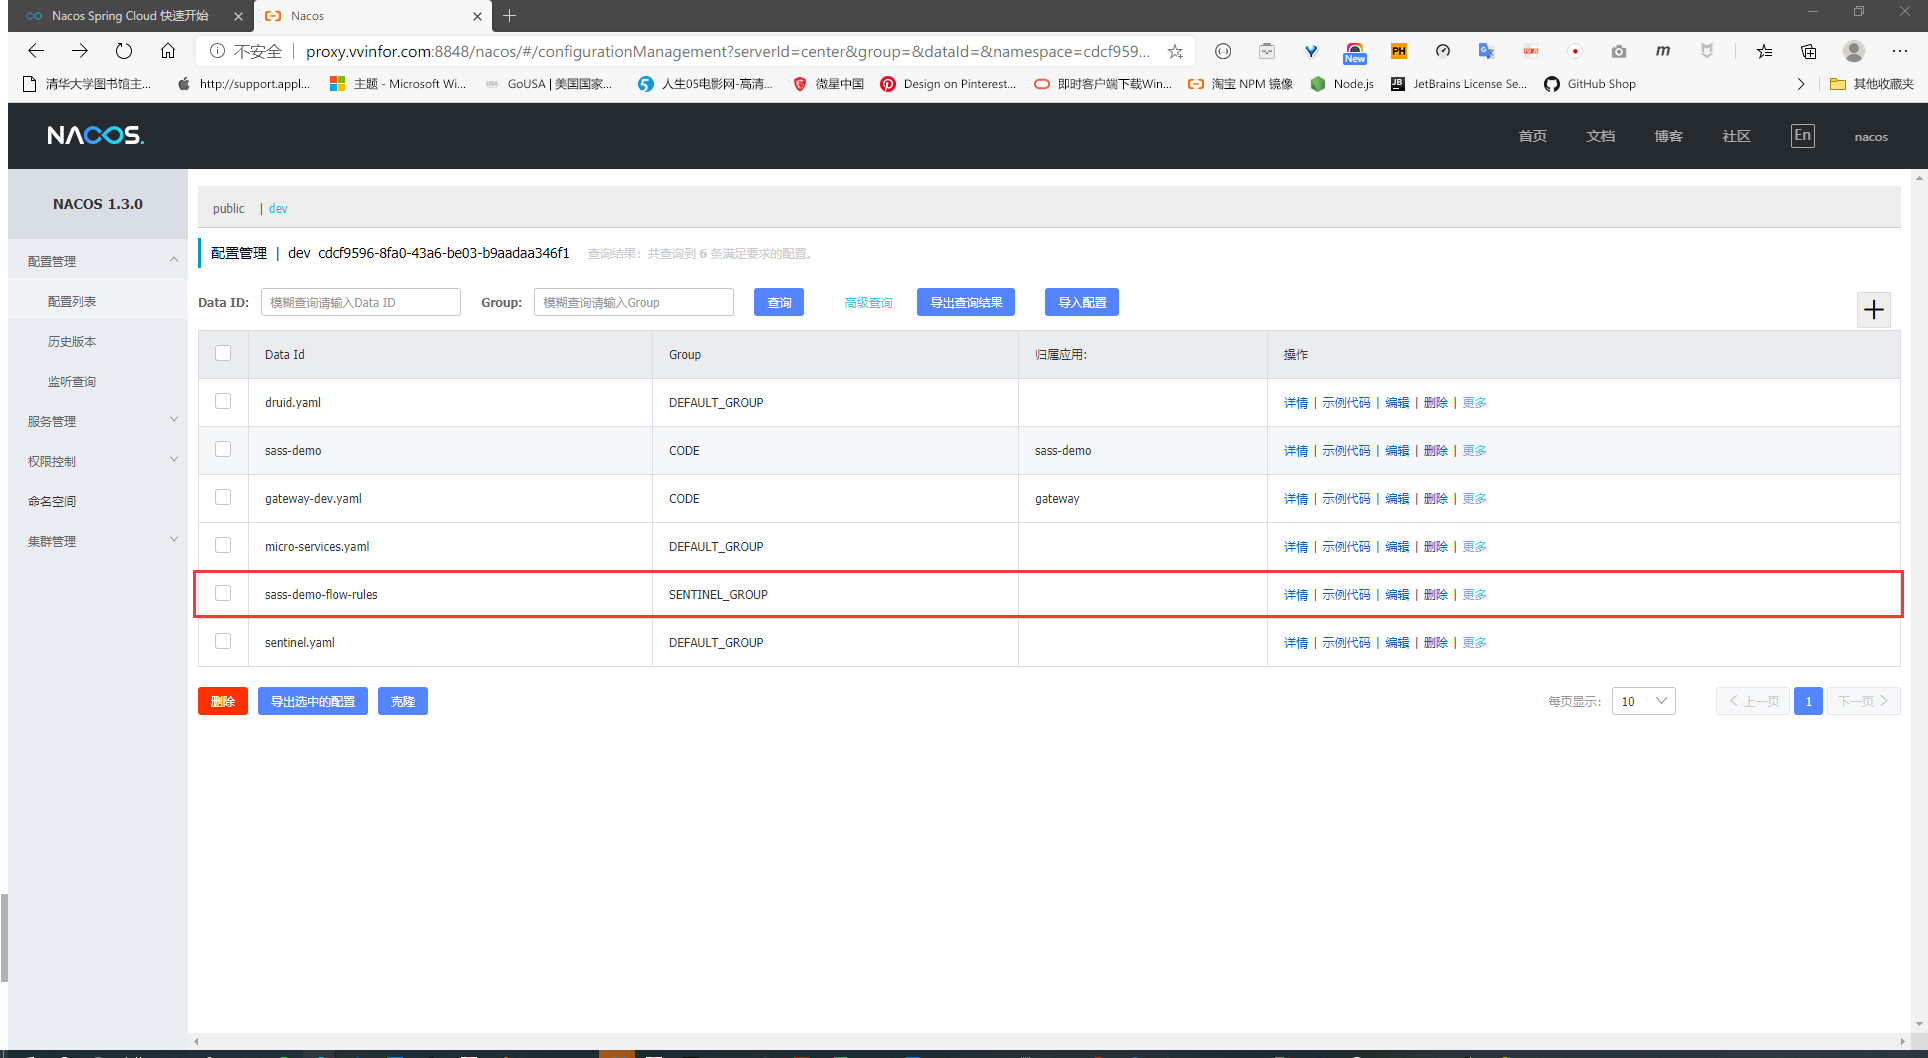 Nacos Spring Cloud 快速开始
Nacos
不安全 | proxy.vvinfor.com:8848/nacos/#/configurationManagement?serverId=center&group=&dataId=&namespace=cdcf959...
New
PH
m
清华大学图书馆主...
http://support.appl...
主题 - Microsoft Wi...
GoUSA | 美国国家...
人生05电影网-高清...
微星中国
Design on Pinterest...
即时客户端下载Win...
淘宝 NPM 镜像
Node.js
JetBrains License Se...
GitHub Shop
其他收藏夹
NACOS.
首页 文档 博客 社区 En nacos
NACOS 1.3.0
配置管理
配置列表
历史版本
监听查询
服务管理
权限控制
命名空间
集群管理
public | dev
配置管理 | dev cdcf9596-8fa0-43a6-be03-b9aadaa346f1 查询结果：共查询到 6 条满足要求的配置。
Data ID: 模糊查询请输入Data ID Group: 模糊查询请输入Group 查询 高级查询 导出查询结果 导入配置
Data Id Group 归属应用: 操作
druid.yaml DEFAULT_GROUP 详情 | 示例代码 | 编辑 | 删除 | 更多
sass-demo CODE sass-demo 详情 | 示例代码 | 编辑 | 删除 | 更多
gateway-dev.yaml CODE gateway 详情 | 示例代码 | 编辑 | 删除 | 更多
micro-services.yaml DEFAULT_GROUP 详情 | 示例代码 | 编辑 | 删除 | 更多
sass-demo-flow-rules SENTINEL_GROUP 详情 | 示例代码 | 编辑 | 删除 | 更多
sentinel.yaml DEFAULT_GROUP 详情 | 示例代码 | 编辑 | 删除 | 更多
删除 导出选中的配置 克隆 每页显示: 10 上一页 1 下一页